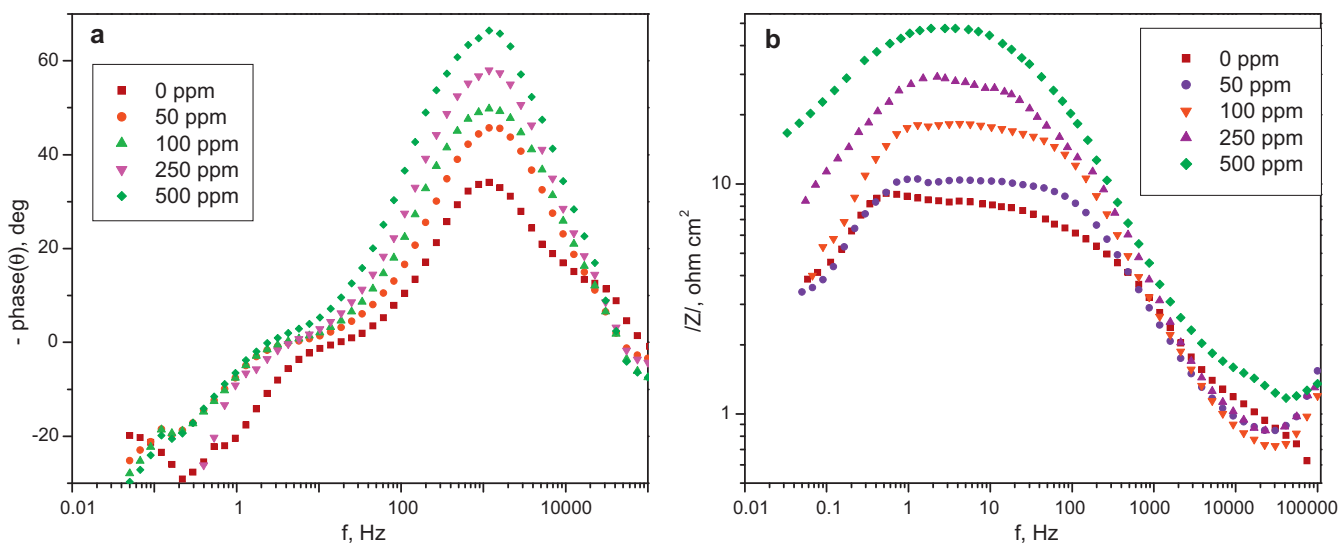 a
0 ppm
50 ppm
100 ppm
250 ppm
500 ppm
60
40
20
0
-20
- phase(θ), deg
0.01
1
100
10000
f, Hz
b
0 ppm
50 ppm
100 ppm
250 ppm
500 ppm
10
1
/Z/, ohm cm²
0.01
0.1
1
10
100
1000
10000
100000
f, Hz